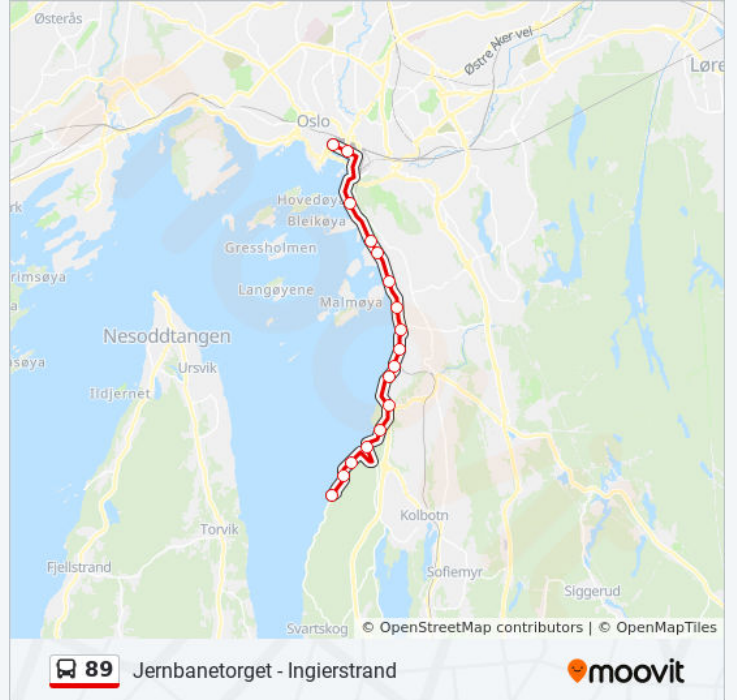 Østerås
Østre Aker vei
Løre
Oslo
Hovedøya
rk
Bleikøya
Gressholmen
rimsøya
Langøyene
Malmøya
a
Nesoddtangen
søya
Ursvik
Ildjernet
Kolbotn
Torvik
Fjellstrand
Sofiemyr
Siggerud
Svartskog
© OpenStreetMap contributors | © OpenMapTiles
89 Jernbanetorget - Ingierstrand
moovit